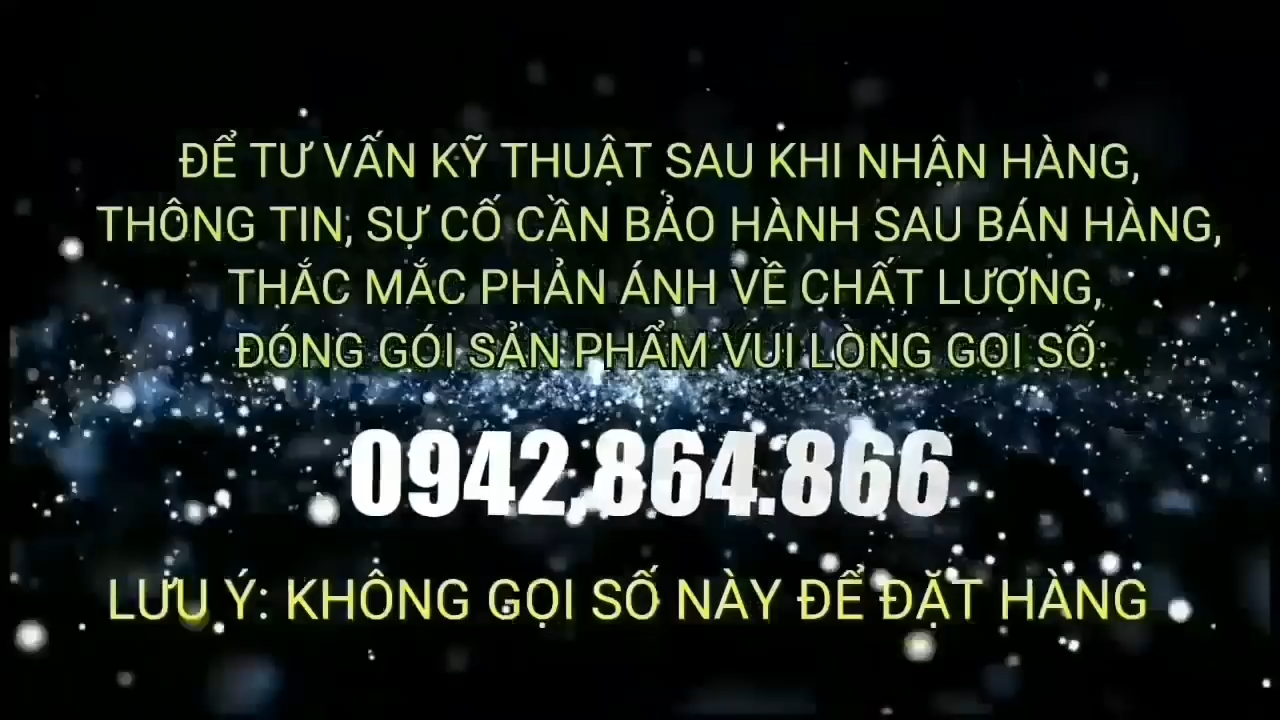 ĐỂ TƯ VẤN KỸ THUẬT SAU KHI NHẬN HÀNG,
THÔNG TIN; SỰ CỐ CẦN BẢO HÀNH SAU BÁN HÀNG,
THẮC MẮC PHẢN ÁNH VỀ CHẤT LƯỢNG,
ĐÓNG GÓI SẢN PHẨM VUI LÒNG GỌI SỐ:
0942.864.866
LƯU Ý: KHÔNG GỌI SỐ NÀY ĐỂ ĐẶT HÀNG